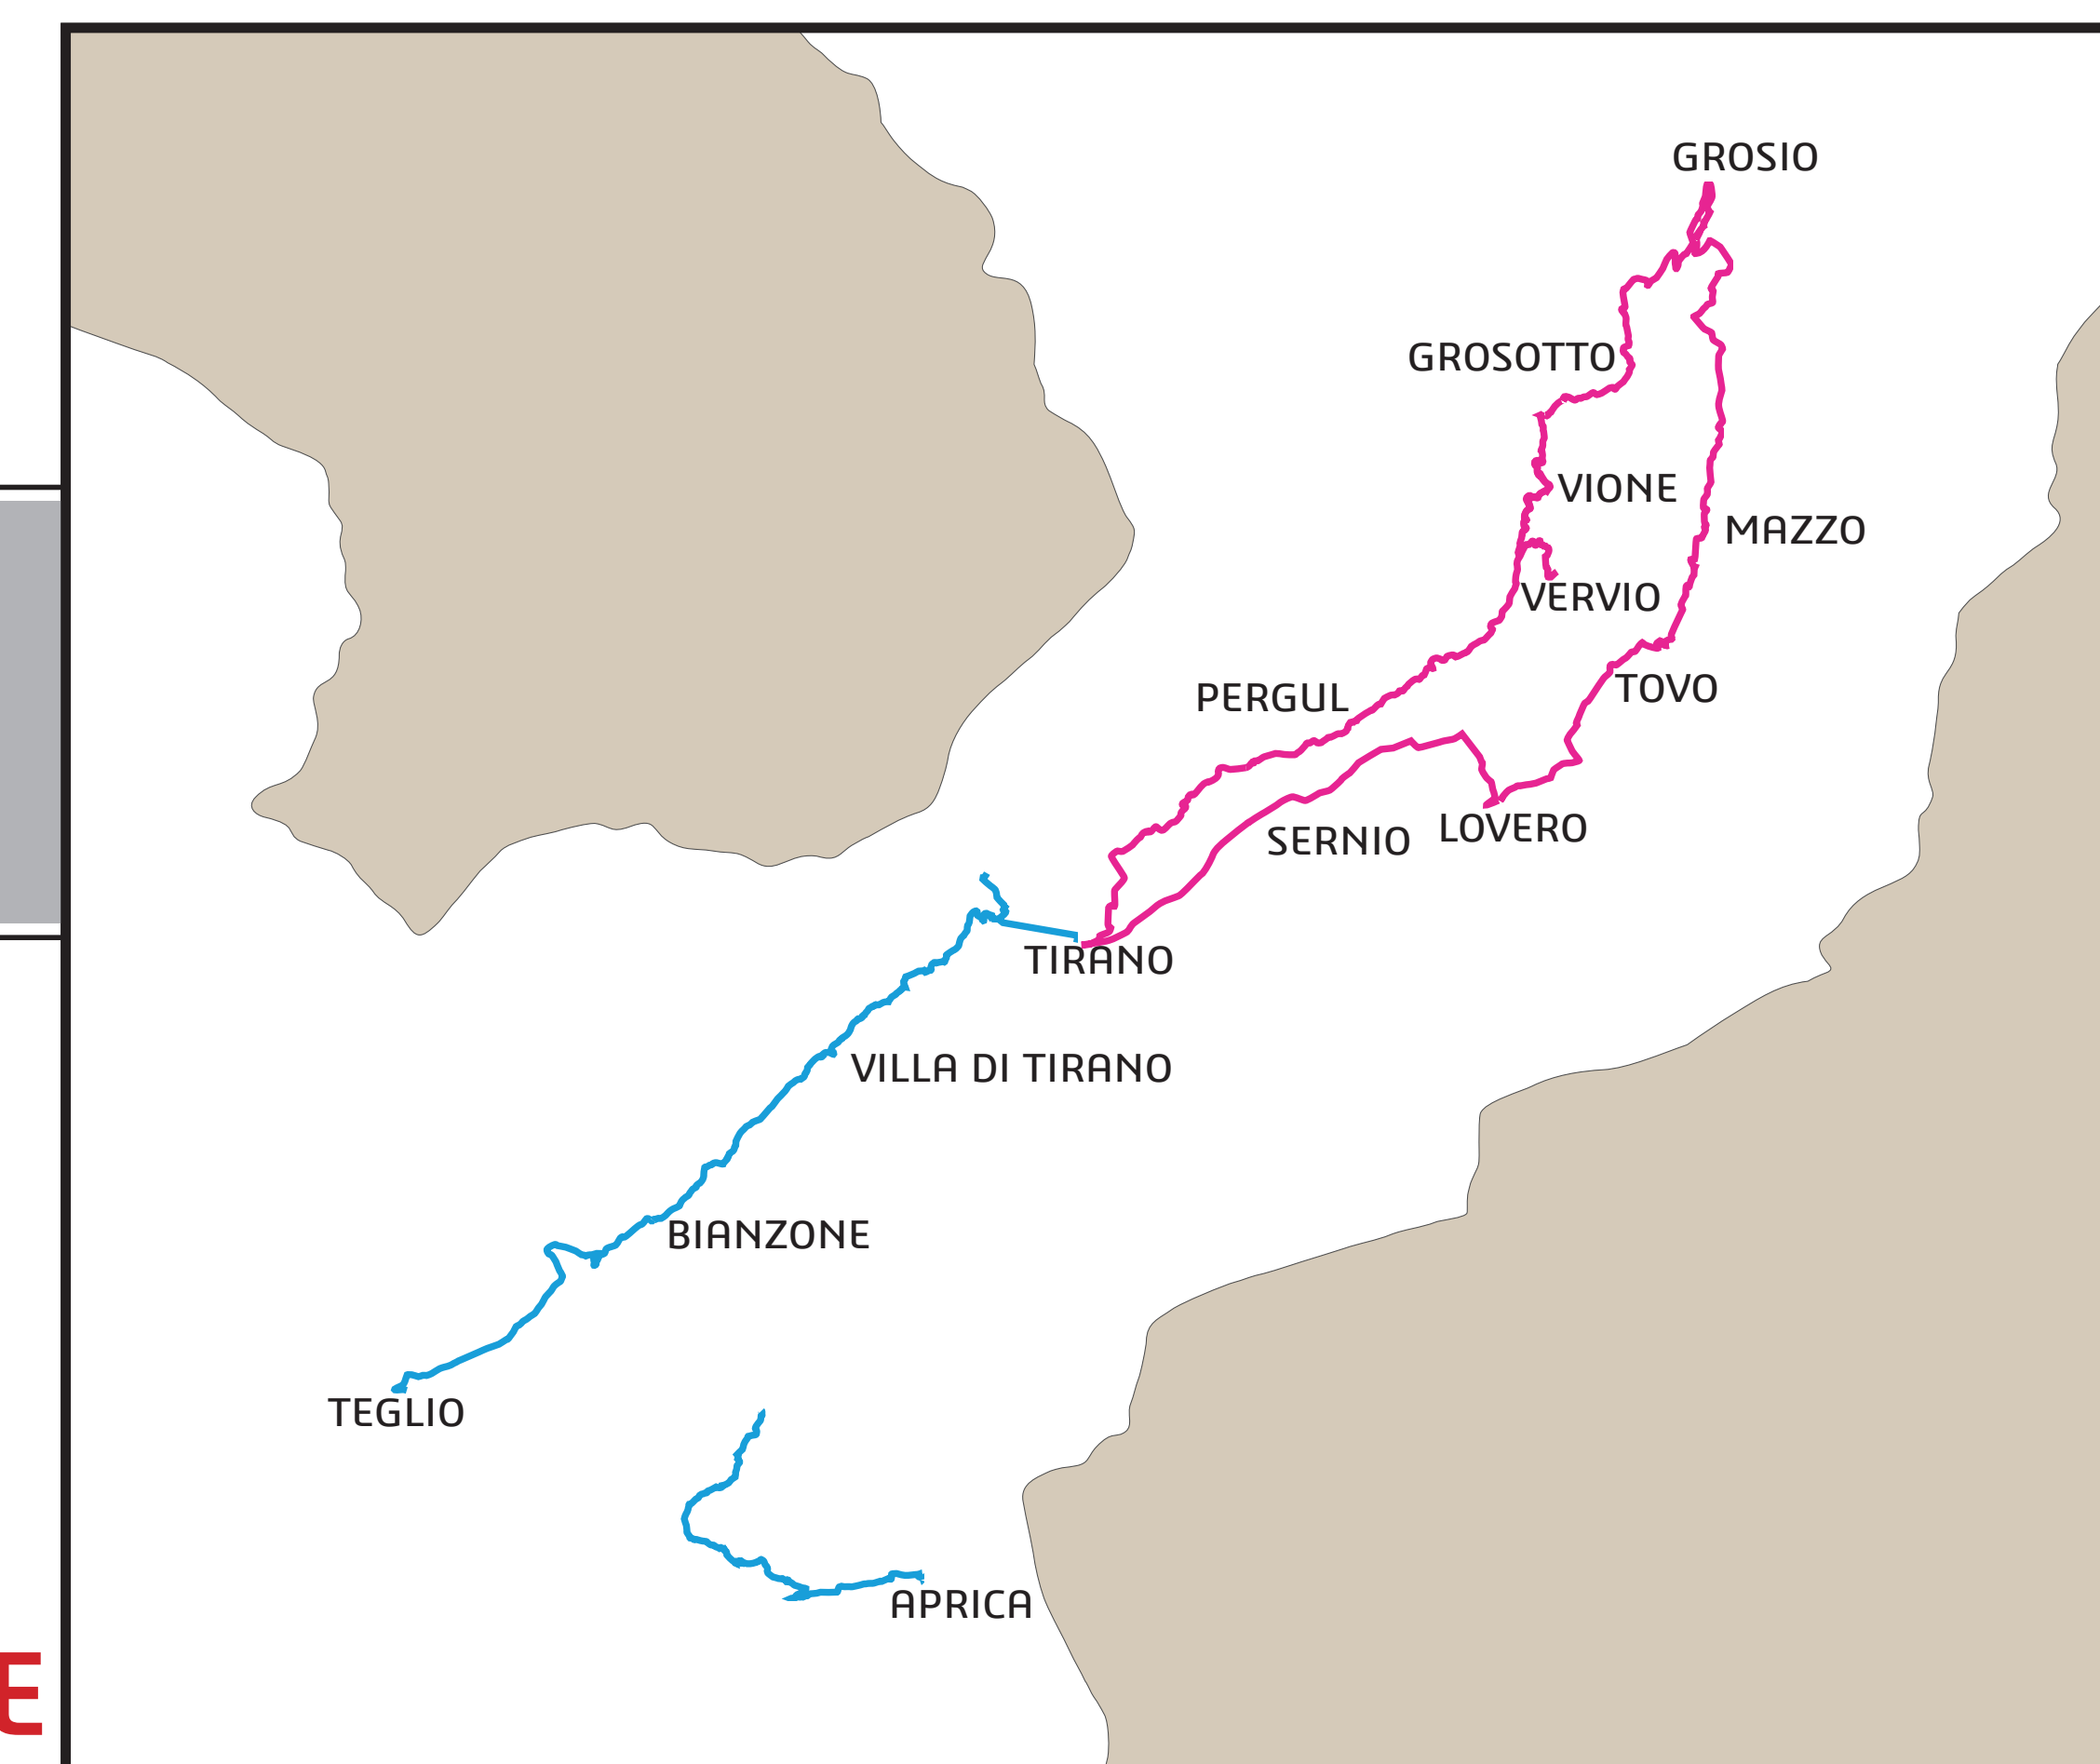 GROSIO
GROSOTTO
VIONE
MAZZO
VERVIO
TOVO
PERGUL
LOVERO
SERNIO
TIRANO
VILLA DI TIRANO
BIANZONE
TEGLIO
APRICA
E